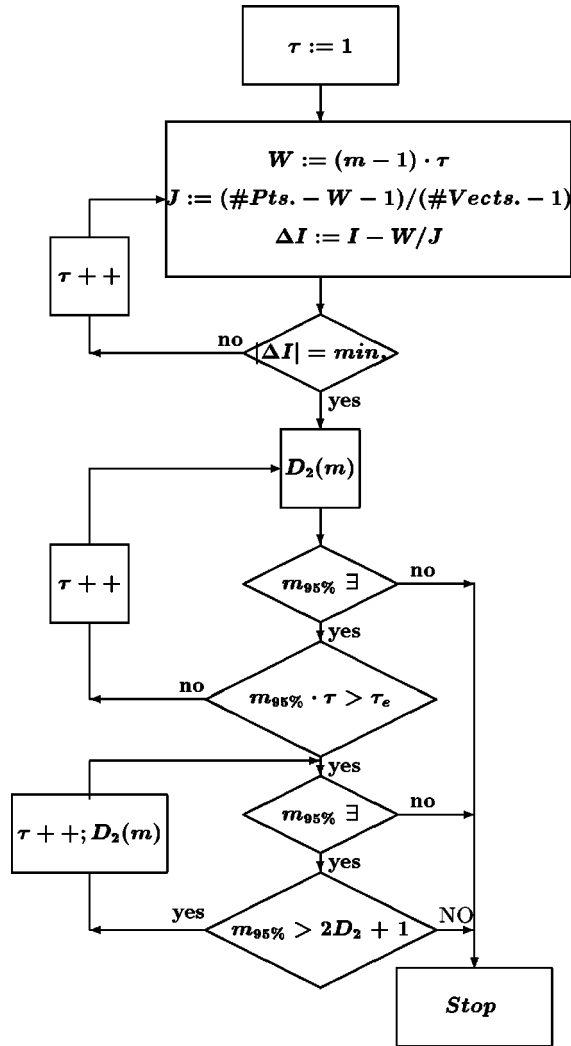 τ := 1
W := (m − 1) · τ
J := (#Pts. − W − 1)/(#Vects. − 1)
ΔI := I − W/J
τ + +
no
|ΔI| = min.
yes
D₂(m)
τ + +
m₉₅% ∃
no
yes
no
m₉₅% · τ > τₑ
yes
τ + +; D₂(m)
m₉₅% ∃
no
yes
yes
m₉₅% > 2D₂ + 1
NO
Stop